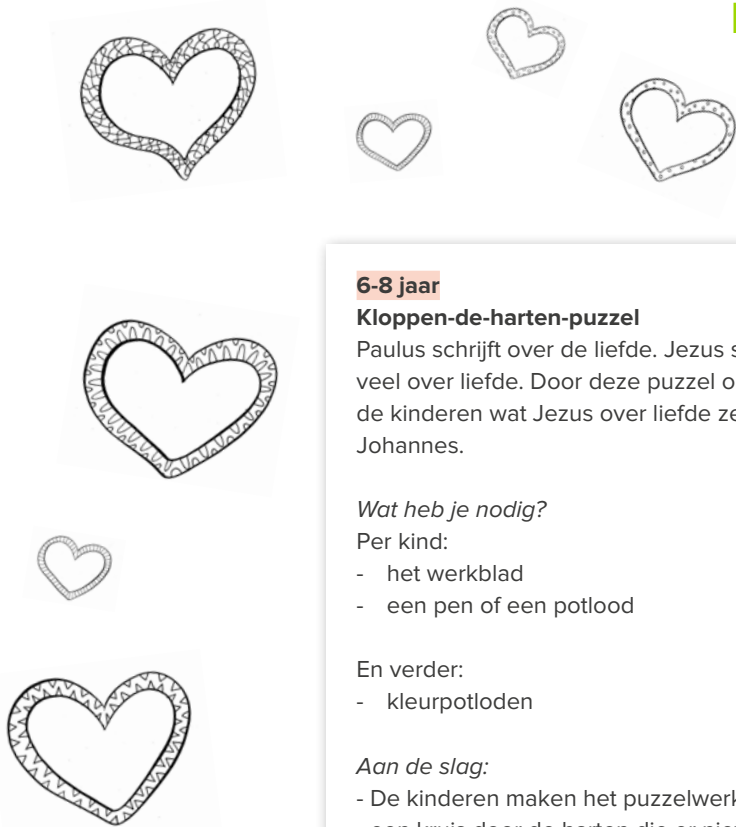 6-8 jaar
Kloppen-de-harten-puzzel
Paulus schrijft over de liefde. Jezus
veel over liefde. Door deze puzzel
de kinderen wat Jezus over liefde
Johannes.
Wat heb je nodig?
Per kind:
- het werkblad
- een pen of een potlood
En verder:
- kleurpotloden
Aan de slag:
- De kinderen maken het